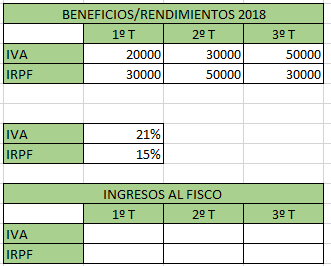 BENEFICIOS/RENDIMIENTOS 2018
1º T 2º T 3º T
IVA 20000 30000 50000
IRPF 30000 50000 30000
IVA 21%
IRPF 15%
INGRESOS AL FISCO
1º T 2º T 3º T
IVA
IRPF